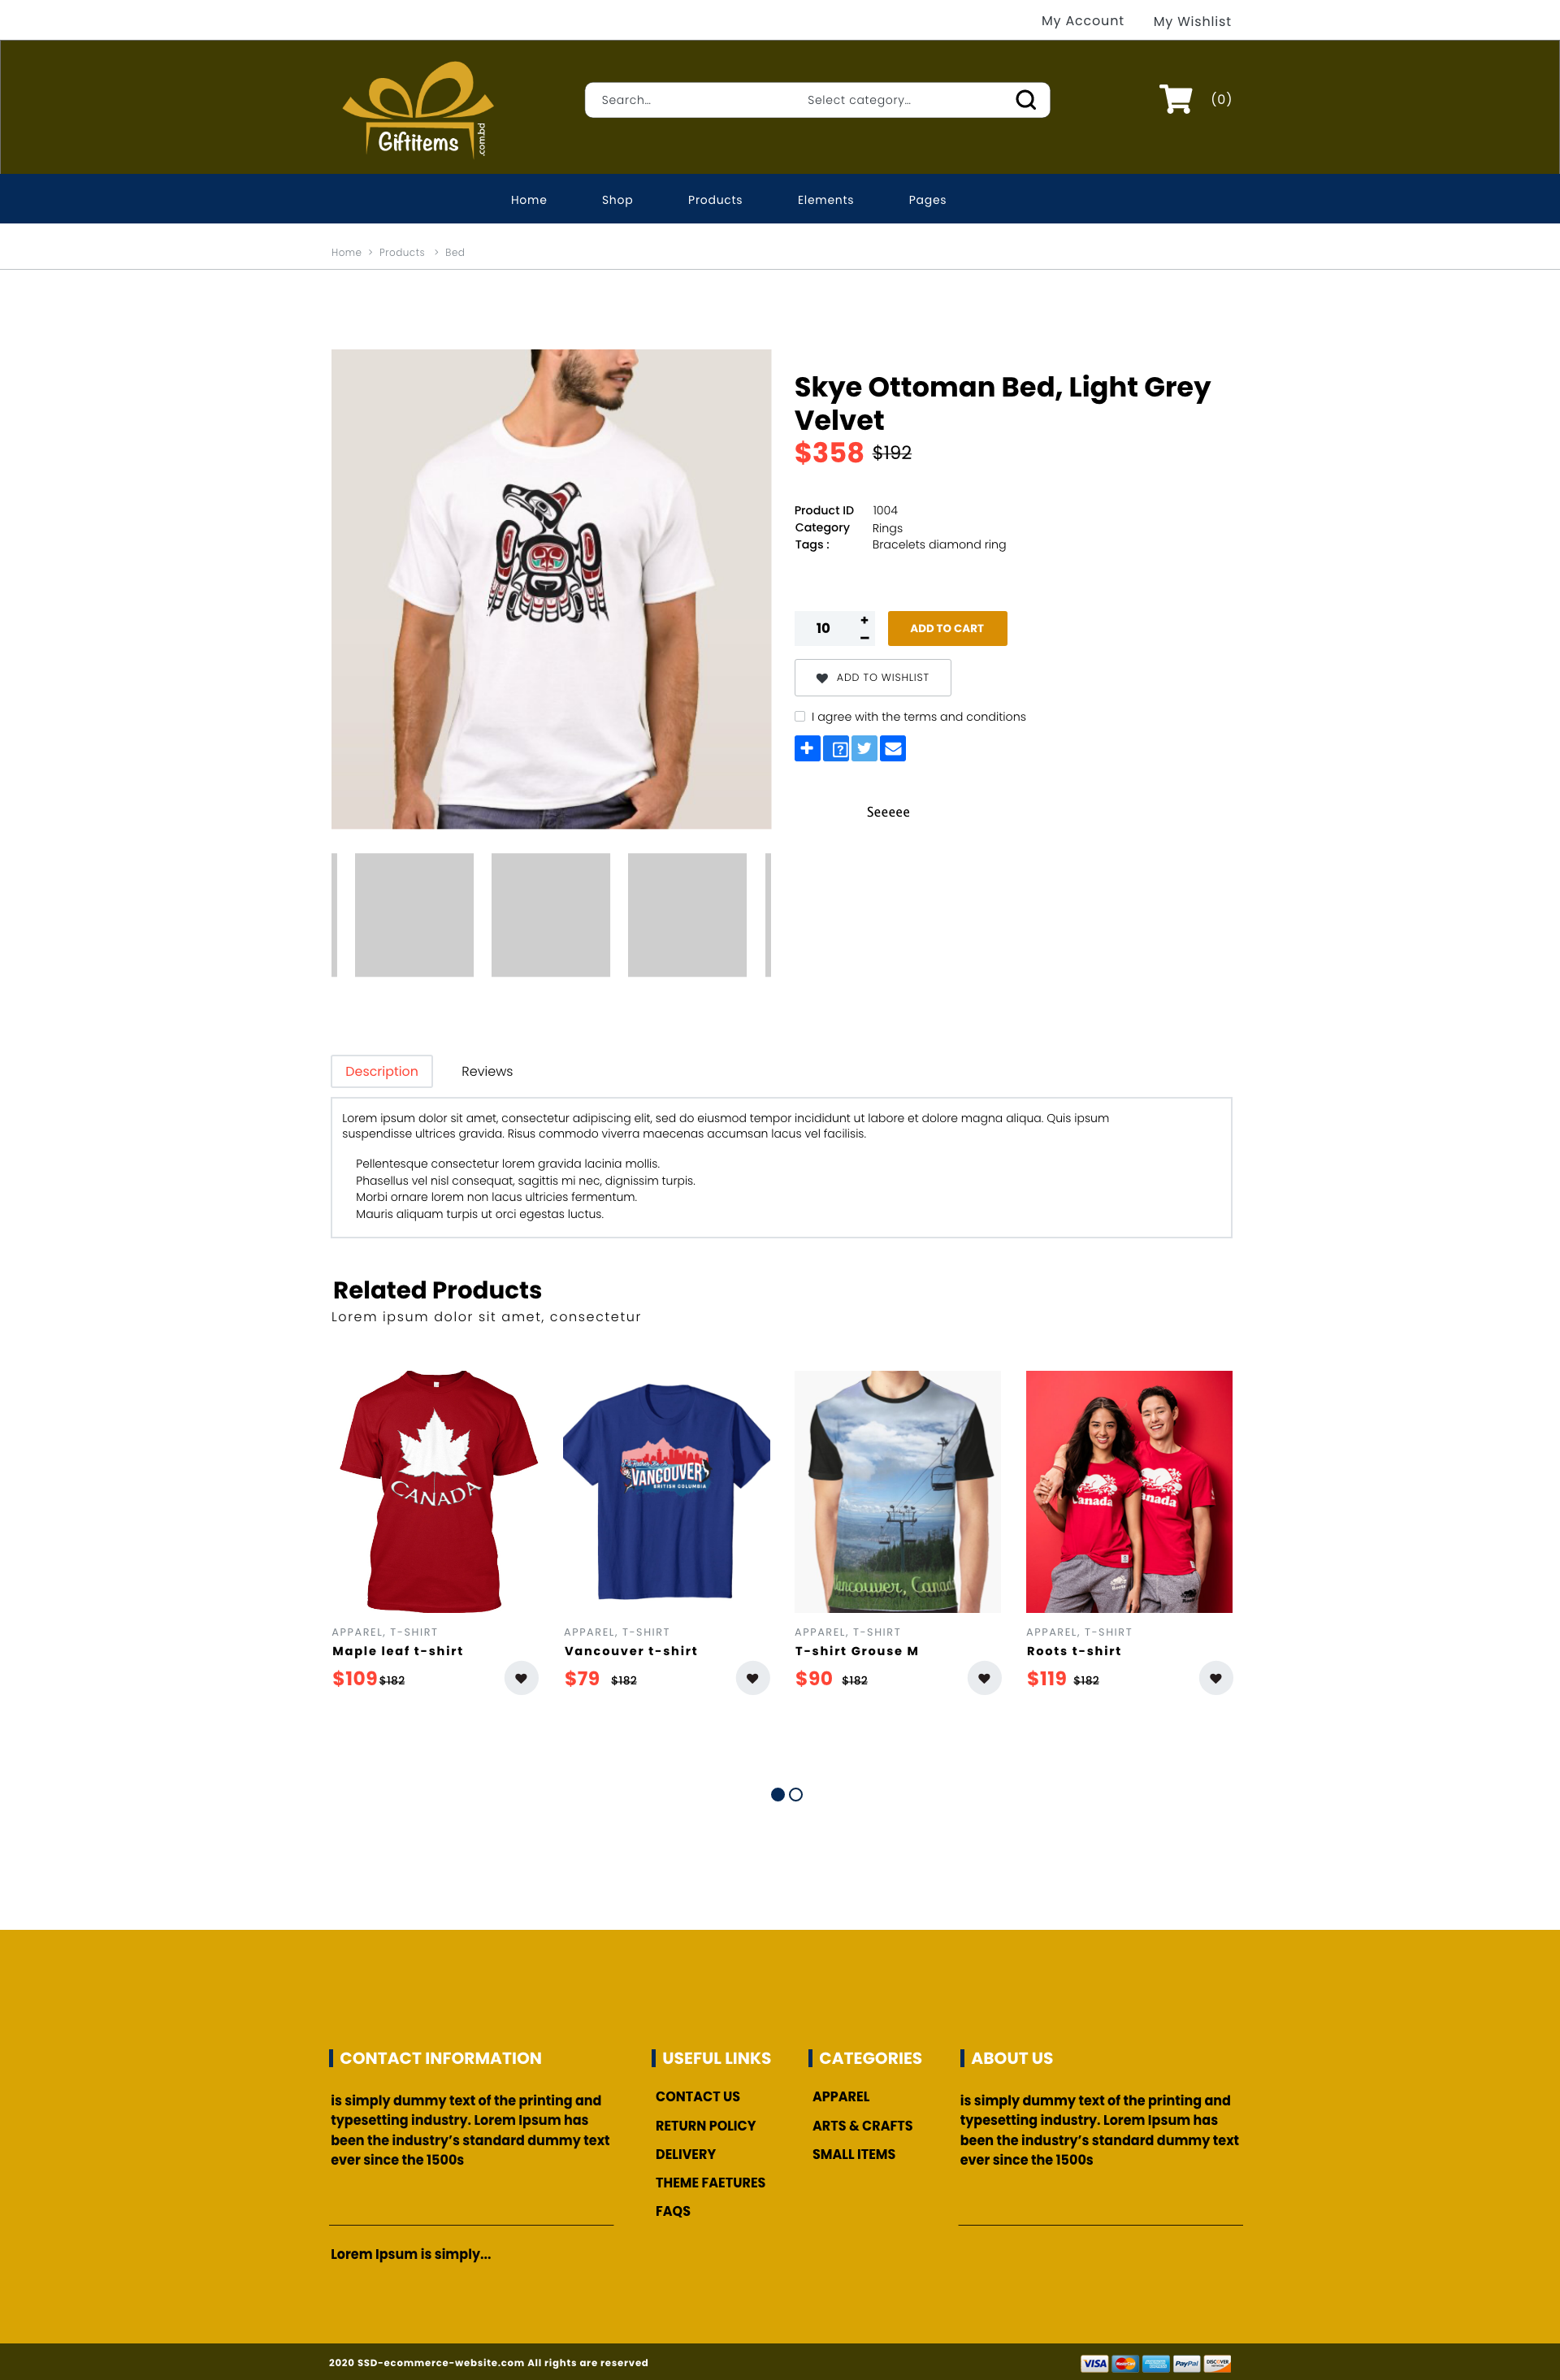 My Account My Wishlist
Giftitems
.com.bd
Search... Select category... (0)
Home Shop Products Elements Pages
Home > Products > Bed
Skye Ottoman Bed, Light Grey
Velvet
$358 $192
Product ID 1004
Category Rings
Tags : Bracelets diamond ring
10 + − ADD TO CART
ADD TO WISHLIST
I agree with the terms and conditions
Seeeee
Description Reviews
Lorem ipsum dolor sit amet, consectetur adipiscing elit, sed do eiusmod tempor incididunt ut labore et dolore magna aliqua. Quis ipsum
suspendisse ultrices gravida. Risus commodo viverra maecenas accumsan lacus vel facilisis.
Pellentesque consectetur lorem gravida lacinia mollis.
Phasellus vel nisl consequat, sagittis mi nec, dignissim turpis.
Morbi ornare lorem non lacus ultricies fermentum.
Mauris aliquam turpis ut orci egestas luctus.
Related Products
Lorem ipsum dolor sit amet, consectetur
CANADA
VANCOUVER
BRITISH COLUMBIA
Vancouver, Canad
Canada
anada
APPAREL, T-SHIRT
Maple leaf t-shirt
$109 $182
APPAREL, T-SHIRT
Vancouver t-shirt
$79 $182
APPAREL, T-SHIRT
T-shirt Grouse M
$90 $182
APPAREL, T-SHIRT
Roots t-shirt
$119 $182
CONTACT INFORMATION
is simply dummy text of the printing and
typesetting industry. Lorem Ipsum has
been the industry’s standard dummy text
ever since the 1500s
Lorem Ipsum is simply...
USEFUL LINKS
CONTACT US
RETURN POLICY
DELIVERY
THEME FAETURES
FAQS
CATEGORIES
APPAREL
ARTS & CRAFTS
SMALL ITEMS
ABOUT US
is simply dummy text of the printing and
typesetting industry. Lorem Ipsum has
been the industry’s standard dummy text
ever since the 1500s
2020 SSD-ecommerce-website.com All rights are reserved
VISA MasterCard PayPal DISCOVER